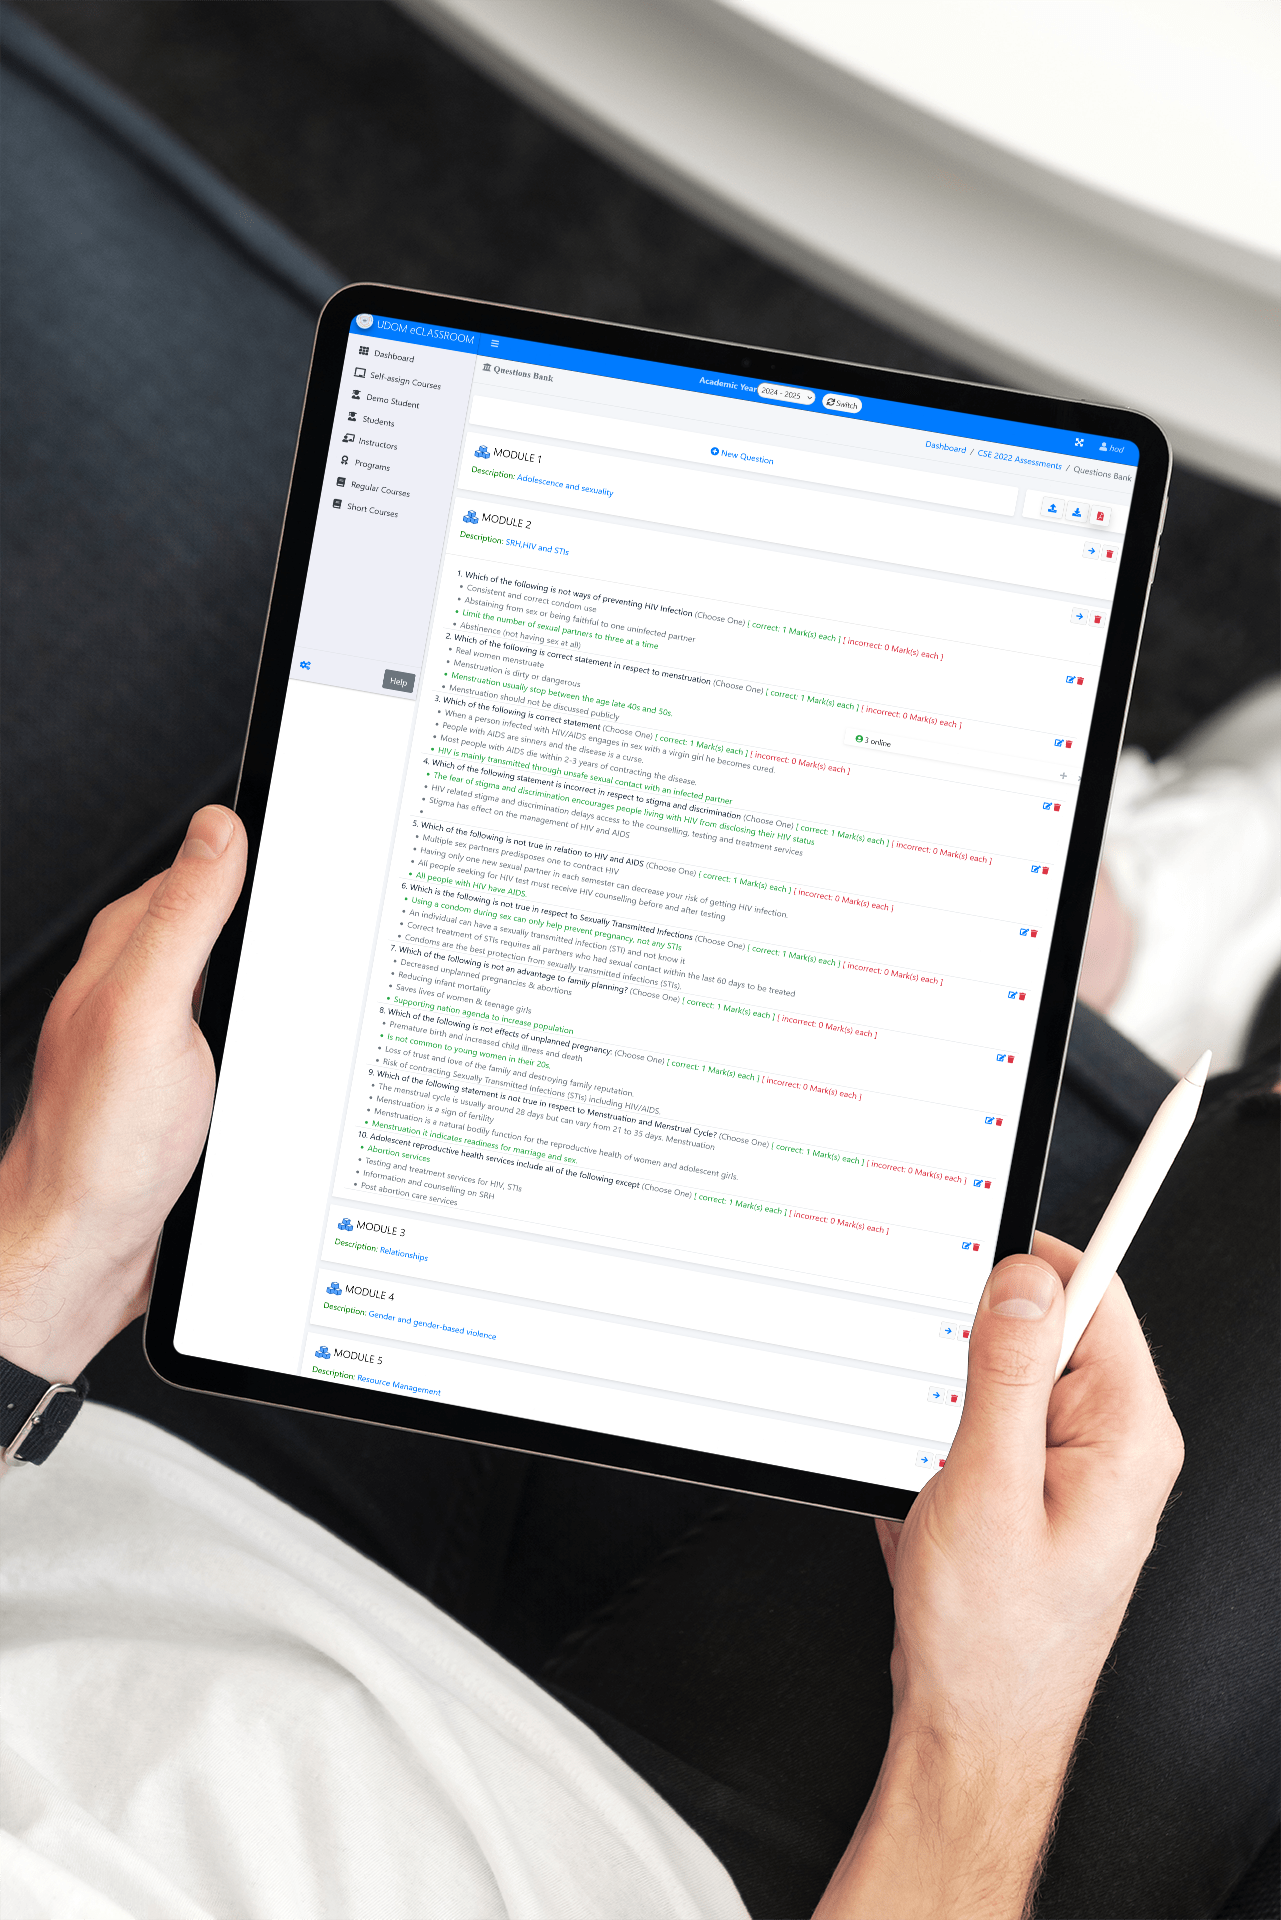 UDOM eCLASSROOM
Academic Year 2024 - 2025 Switch
hod
Dashboard
Self-assign Courses
Demo Student
Students
Instructors
Programs
Regular Courses
Short Courses
Help
Questions Bank
Dashboard / CSE 2022 Assessments / Questions Bank
New Question
MODULE 1
Description: Adolescence and sexuality
MODULE 2
Description: SRH,HIV and STIs
1. Which of the following is not ways of preventing HIV Infection (Choose One) [ correct: 1 Mark(s) each ] [ incorrect: 0 Mark(s) each ]
Consistent and correct condom use
Abstaining from sex or being faithful to one uninfected partner
Limit the number of sexual partners to three at a time
Abstinence (not having sex at all)
2. Which of the following is correct statement in respect to menstruation (Choose One) [ correct: 1 Mark(s) each ] [ incorrect: 0 Mark(s) each ]
Real women menstruate
Menstruation is dirty or dangerous
Menstruation usually stop between the age late 40s and 50s.
Menstruation should not be discussed publicly
3. Which of the following is correct statement (Choose One) [ correct: 1 Mark(s) each ] [ incorrect: 0 Mark(s) each ]
When a person infected with HIV/AIDS engages in sex with a virgin girl he becomes cured.
People with AIDS are sinners and the disease is a curse.
Most people with AIDS die within 2-3 years of contracting the disease.
HIV is mainly transmitted through unsafe sexual contact with an infected partner
4. Which of the following statement is incorrect in respect to stigma and discrimination (Choose One) [ correct: 1 Mark(s) each ] [ incorrect: 0 Mark(s) each ]
The fear of stigma and discrimination encourages people living with HIV from disclosing their HIV status
HIV related stigma and discrimination delays access to the counselling, testing and treatment services
Stigma has effect on the management of HIV and AIDS
5. Which of the following is not true in relation to HIV and AIDS (Choose One) [ correct: 1 Mark(s) each ] [ incorrect: 0 Mark(s) each ]
Multiple sex partners predisposes one to contract HIV
Having only one new sexual partner in each semester can decrease your risk of getting HIV infection.
All people seeking for HIV test must receive HIV counselling before and after testing
All people with HIV have AIDS.
6. Which is the following is not true in respect to Sexually Transmitted Infections (Choose One) [ correct: 1 Mark(s) each ] [ incorrect: 0 Mark(s) each ]
Using a condom during sex can only help prevent pregnancy, not any STIs
An individual can have a sexually transmitted infection (STI) and not know it
Correct treatment of STIs requires all partners who had sexual contact within the last 60 days to be treated
Condoms are the best protection from sexually transmitted infections (STIs).
7. Which of the following is not an advantage to family planning? (Choose One) [ correct: 1 Mark(s) each ] [ incorrect: 0 Mark(s) each ]
Decreased unplanned pregnancies & abortions
Reducing infant mortality
Saves lives of women & teenage girls
Supporting nation agenda to increase population
8. Which of the following is not effects of unplanned pregnancy: (Choose One) [ correct: 1 Mark(s) each ] [ incorrect: 0 Mark(s) each ]
Premature birth and increased child illness and death
Is not common to young women in their 20s.
Loss of trust and love of the family and destroying family reputation.
Risk of contracting Sexually Transmitted Infections (STIs) including HIV/AIDS.
9. Which of the following statement is not true in respect to Menstruation and Menstrual Cycle? (Choose One) [ correct: 1 Mark(s) each ] [ incorrect: 0 Mark(s) each ]
The menstrual cycle is usually around 28 days but can vary from 21 to 35 days. Menstruation
Menstruation is a sign of fertility
Menstruation is a natural bodily function for the reproductive health of women and adolescent girls.
Menstruation it indicates readiness for marriage and sex.
10. Adolescent reproductive health services include all of the following except (Choose One) [ correct: 1 Mark(s) each ] [ incorrect: 0 Mark(s) each ]
Abortion services
Testing and treatment services for HIV, STIs
Information and counselling on SRH
Post abortion care services
3 online
MODULE 3
Description: Relationships
MODULE 4
Description: Gender and gender-based violence
MODULE 5
Description: Resource Management